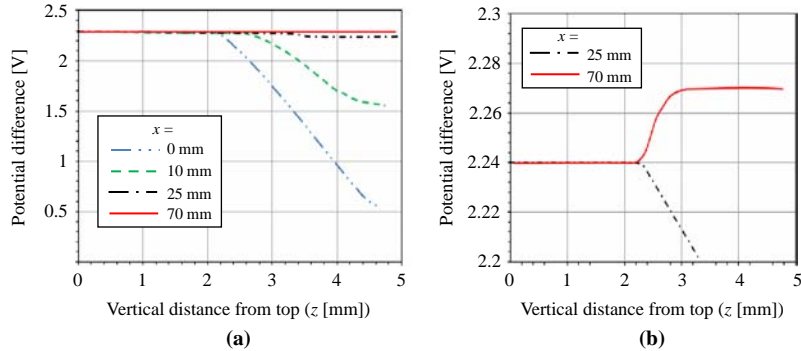 2.5
2
1.5
1
0.5
0 1 2 3 4 5
Potential difference [V]
x =
0 mm
10 mm
25 mm
70 mm
Vertical distance from top (z [mm])
(a)
2.3
2.28
2.26
2.24
2.22
2.2
0 1 2 3 4 5
Potential difference [V]
x =
25 mm
70 mm
Vertical distance from top (z [mm])
(b)